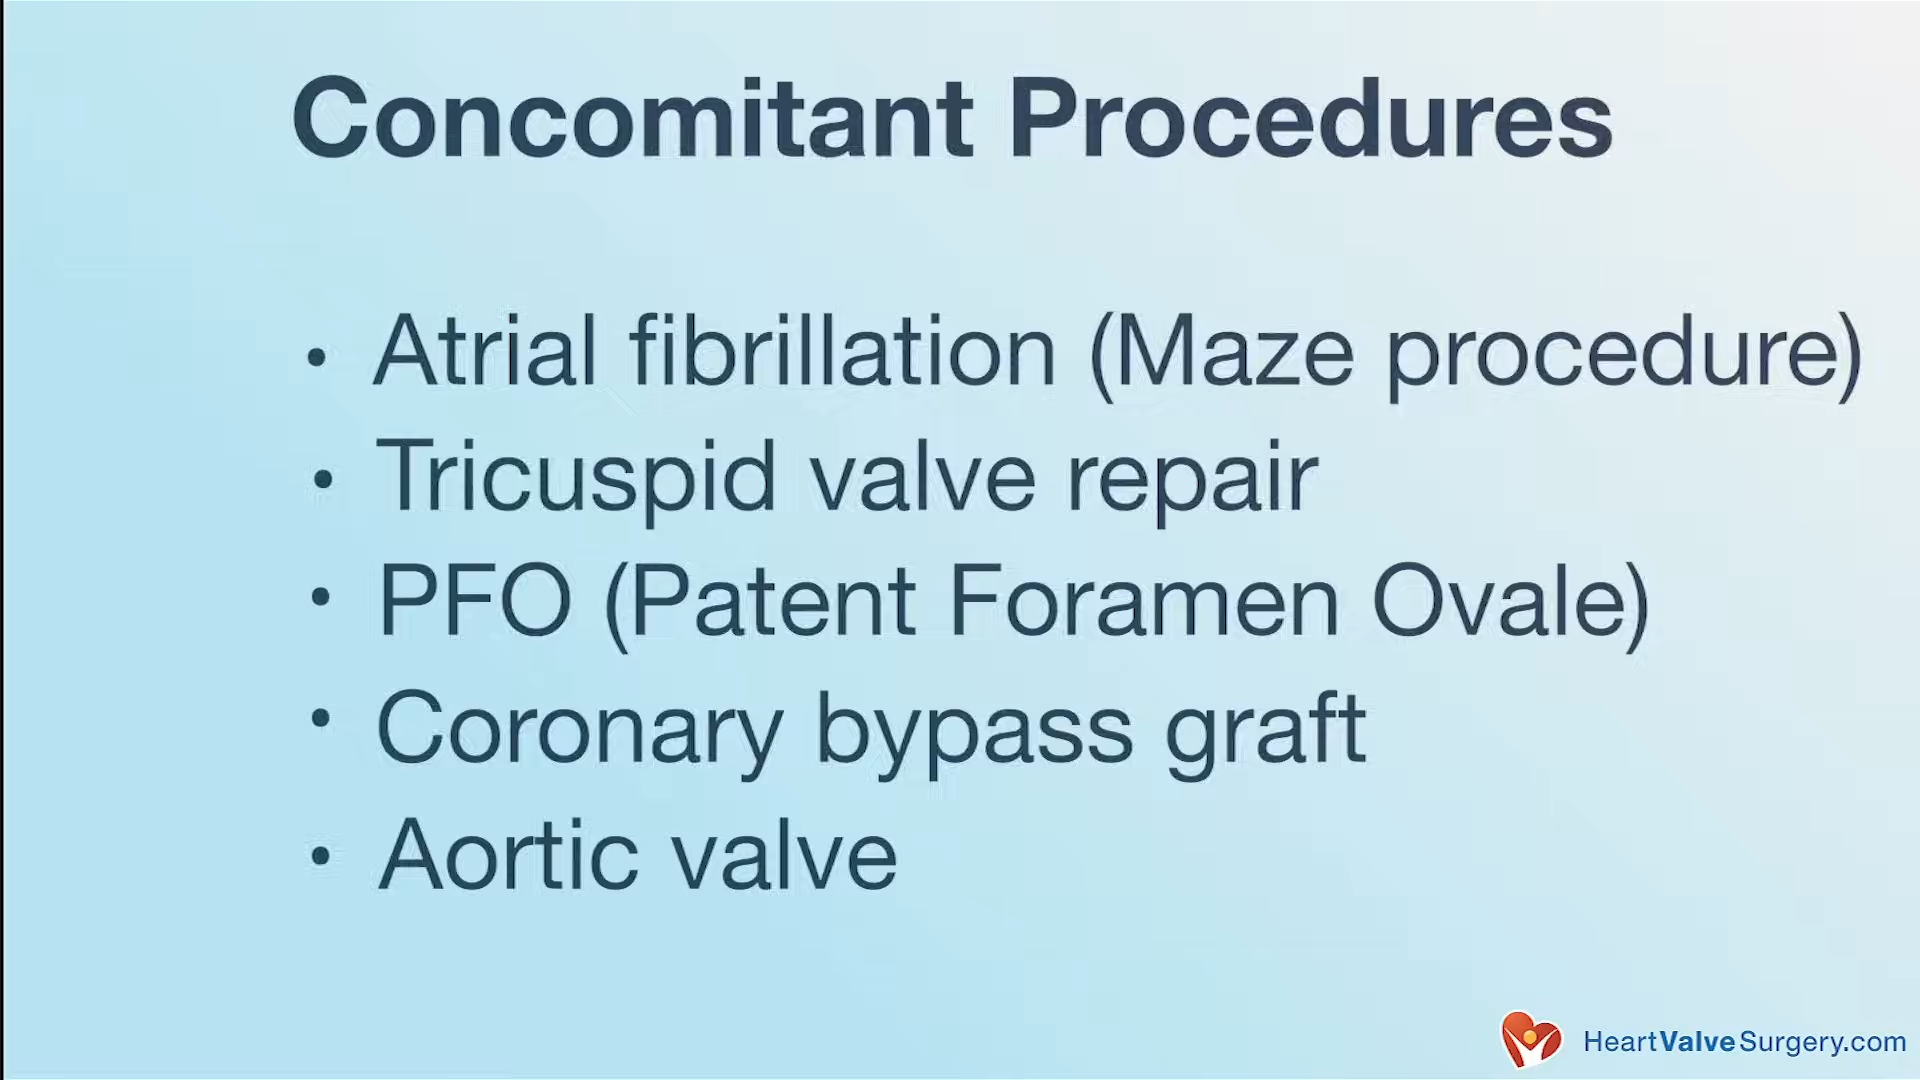 Concomitant Procedures
• Atrial fibrillation (Maze procedure)
• Tricuspid valve repair
• PFO (Patent Foramen Ovale)
• Coronary bypass graft
• Aortic valve
HeartValveSurgery.com